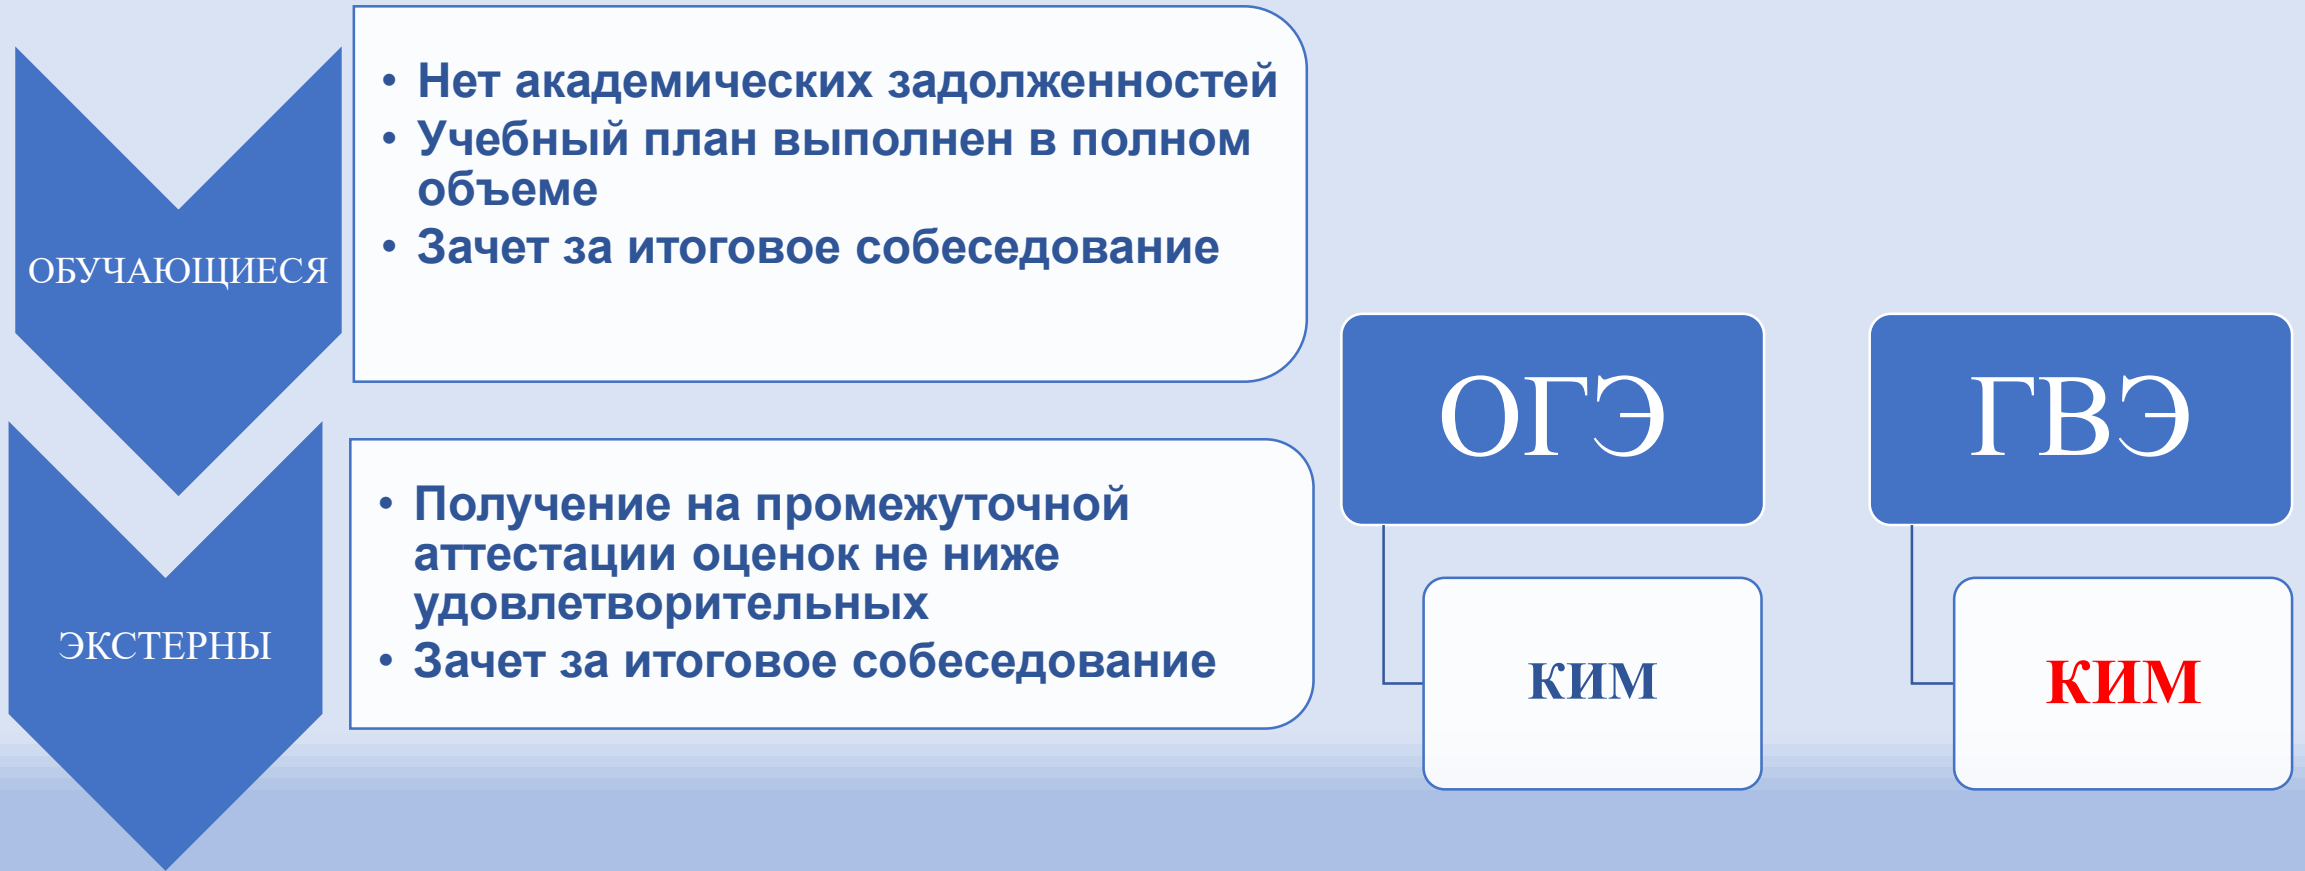 ОБУЧАЮЩИЕСЯ
• Нет академических задолженностей
• Учебный план выполнен в полном
объеме
• Зачет за итоговое собеседование
ЭКСТЕРНЫ
• Получение на промежуточной
аттестации оценок не ниже
удовлетворительных
• Зачет за итоговое собеседование
ОГЭ
КИМ
ГВЭ
КИМ